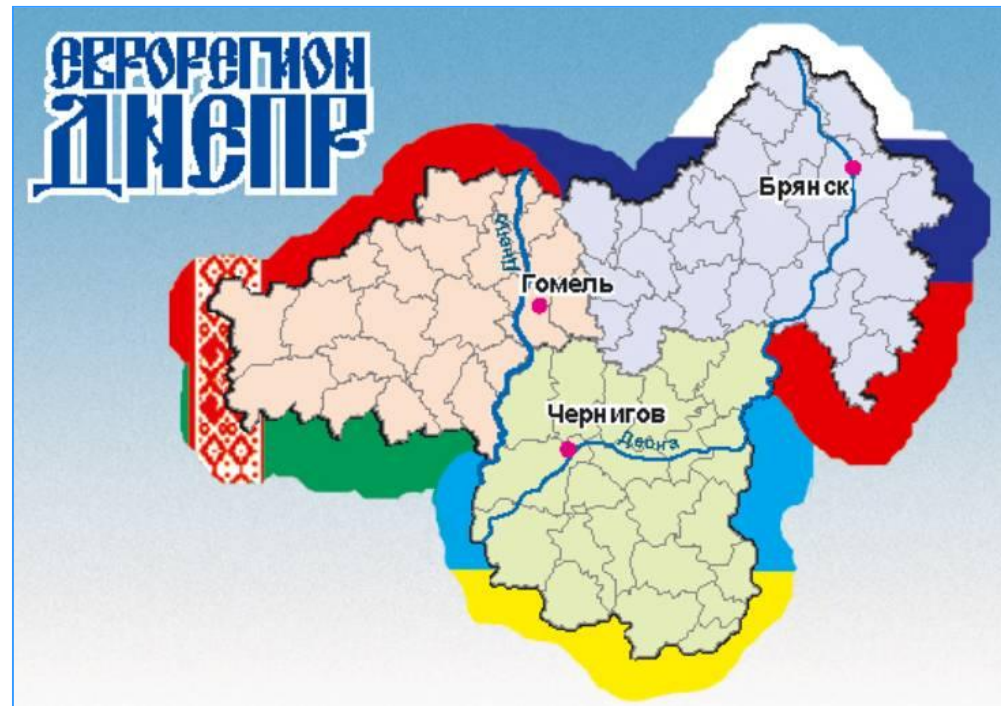 ЕВРОРЕГИОН
ДНЕПР
Брянск
Днепр
Гомель
Чернигов
Десна